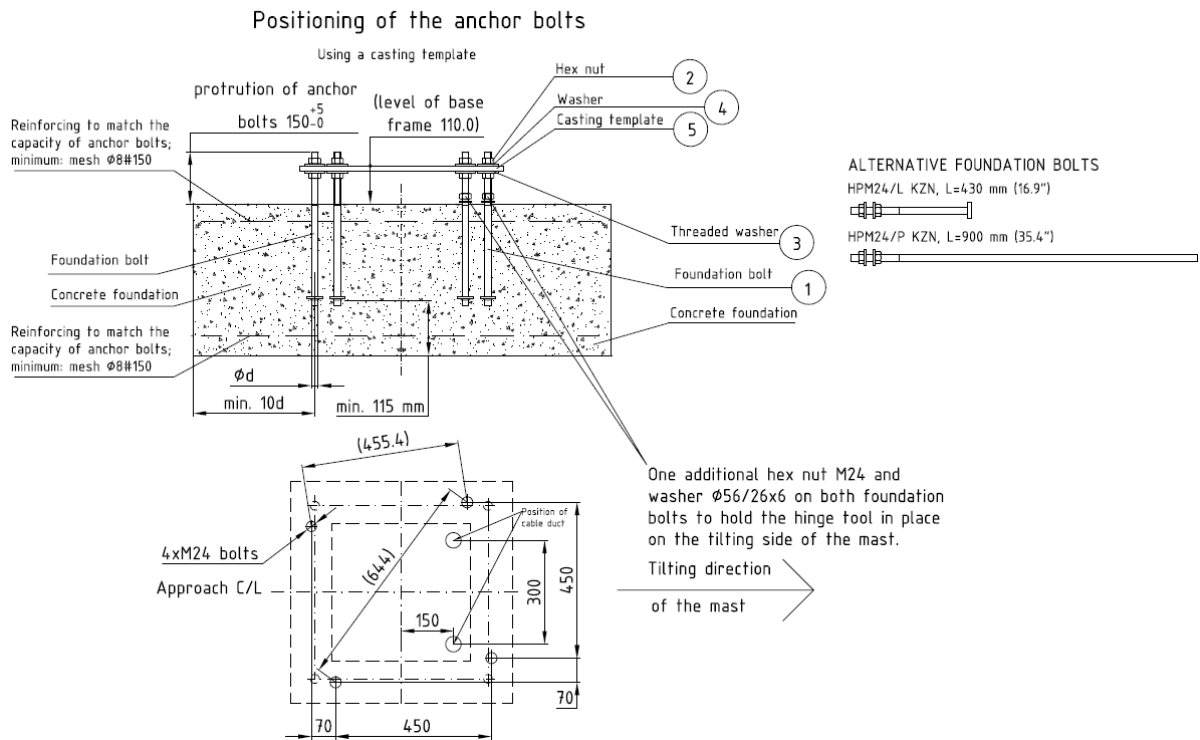 Positioning of the anchor bolts
Using a casting template
Hex nut
2
protrution of anchor
bolts 150 +5 -0
(level of base
frame 110.0)
Washer
4
Casting template
5
Reinforcing to match the
capacity of anchor bolts;
minimum: mesh Ø8#150
ALTERNATIVE FOUNDATION BOLTS
HPM24/L KZN, L=430 mm (16.9")
HPM24/P KZN, L=900 mm (35.4")
Threaded washer
3
Foundation bolt
Foundation bolt
1
Concrete foundation
Concrete foundation
Reinforcing to match the
capacity of anchor bolts;
minimum: mesh Ø8#150
Ød
min. 10d
min. 115 mm
(455.4)
One additional hex nut M24 and
washer Ø56/26x6 on both foundation
bolts to hold the hinge tool in place
on the tilting side of the mast.
Position of
cable duct
4xM24 bolts
(644)
Approach C/L
300
450
Tilting direction
of the mast
150
70
70
450